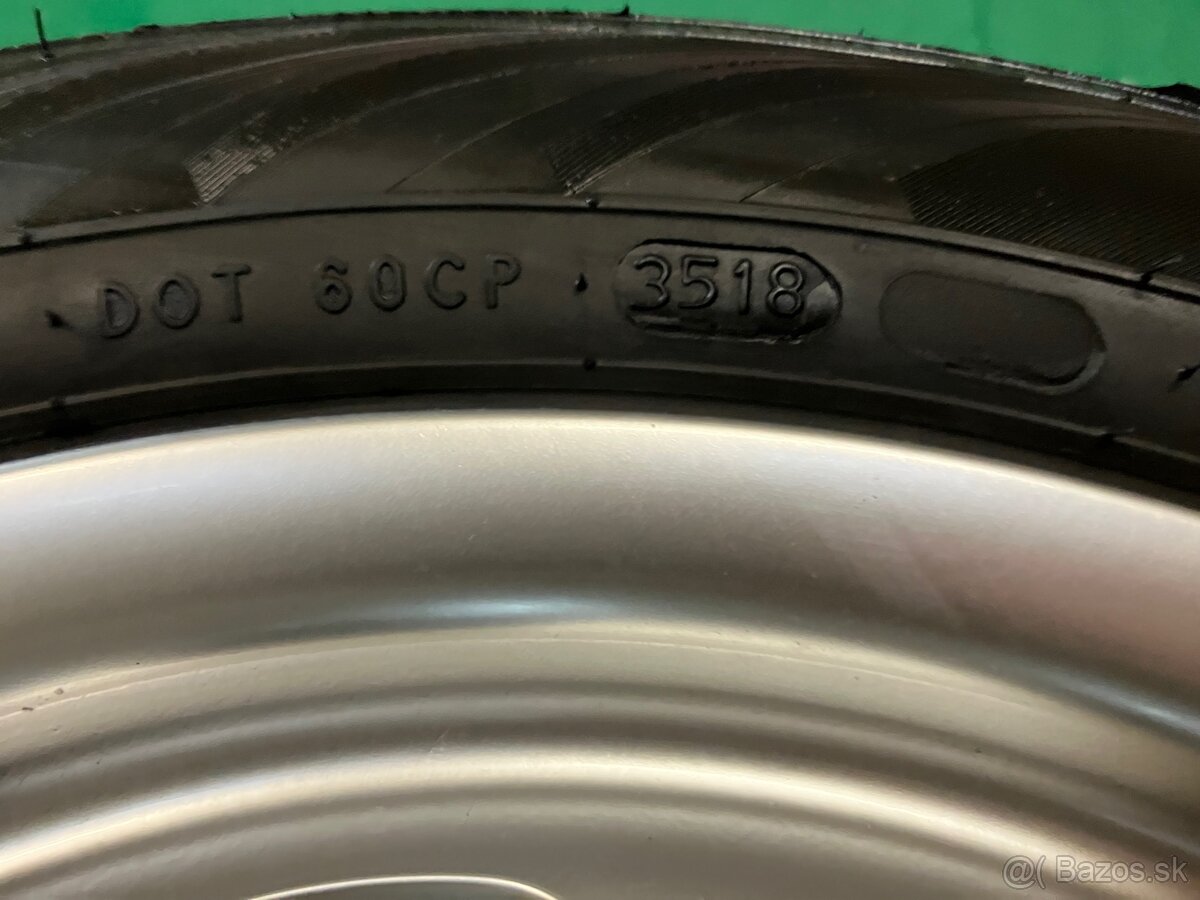 DOT 60CP 3518
@( Bazos.sk